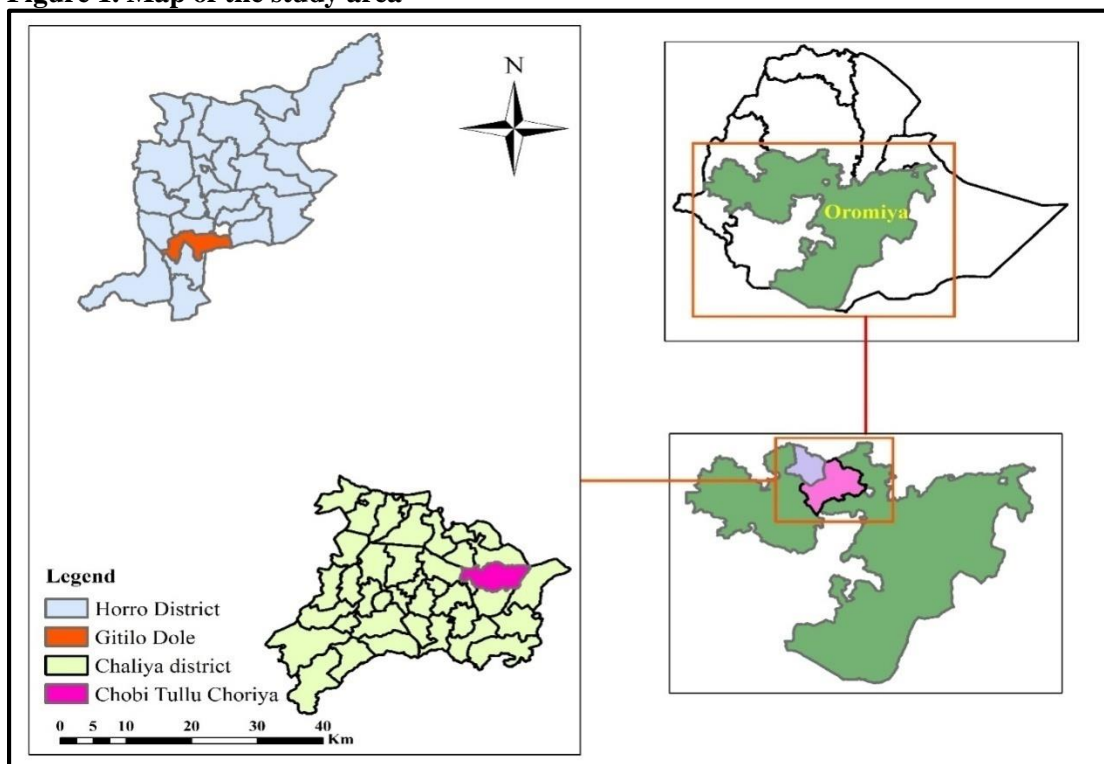 Figure 1. Map of the study area
N
Oromiya
Legend
Horro District
Gitilo Dole
Chaliya district
Chobi Tullu Choriya
0 5 10 20 30 40
Km